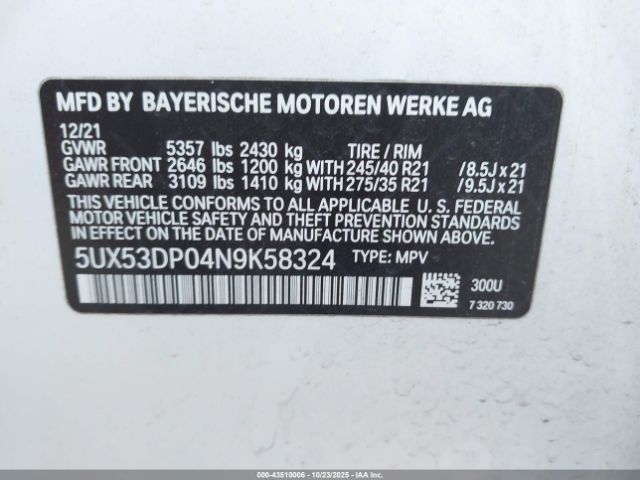 MFD BY BAYERISCHE MOTOREN WERKE AG
12/21
GVWR 5357 lbs 2430 kg TIRE / RIM
GAWR FRONT 2646 lbs 1200 kg WITH 245/40 R21 /8.5J x 21
GAWR REAR 3109 lbs 1410 kg WITH 275/35 R21 /9.5J x 21
THIS VEHICLE CONFORMS TO ALL APPLICABLE U. S. FEDERAL
MOTOR VEHICLE SAFETY AND THEFT PREVENTION STANDARDS
IN EFFECT ON THE DATE OF MANUFACTURE SHOWN ABOVE.
5UX53DP04N9K58324 TYPE: MPV
300U
7 320 730
000-43510006 - 10/23/2025 - IAAI.com